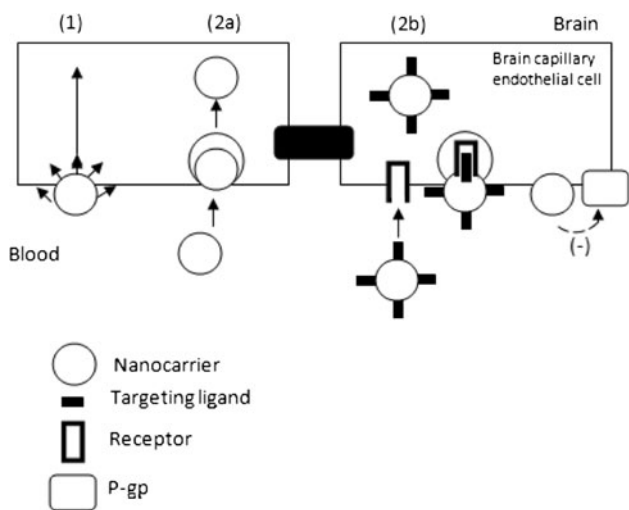 (1) (2a) (2b) Brain
Brain capillary
endothelial cell
Blood
(-)
Nanocarrier
Targeting ligand
Receptor
P-gp